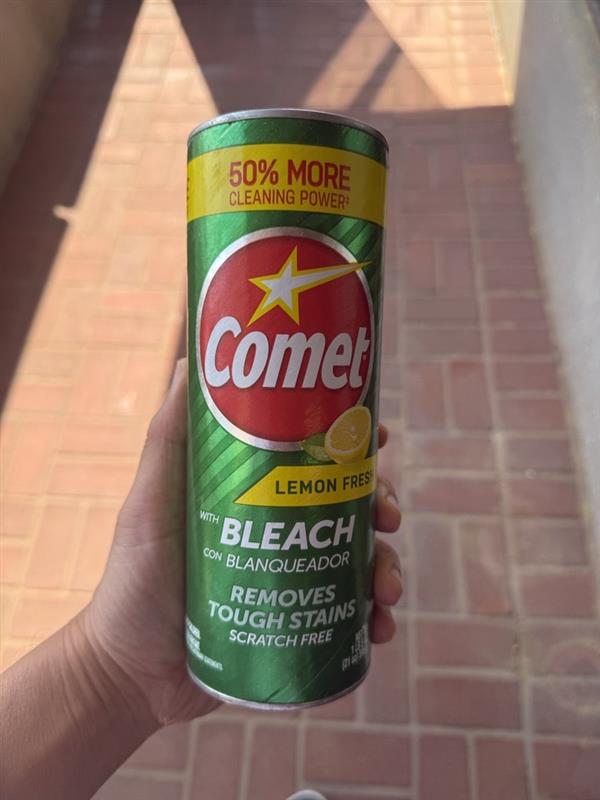 50% MORE
CLEANING POWER‡
Comet
LEMON FRESH
WITH BLEACH
CON BLANQUEADOR
REMOVES
TOUGH STAINS
SCRATCH FREE